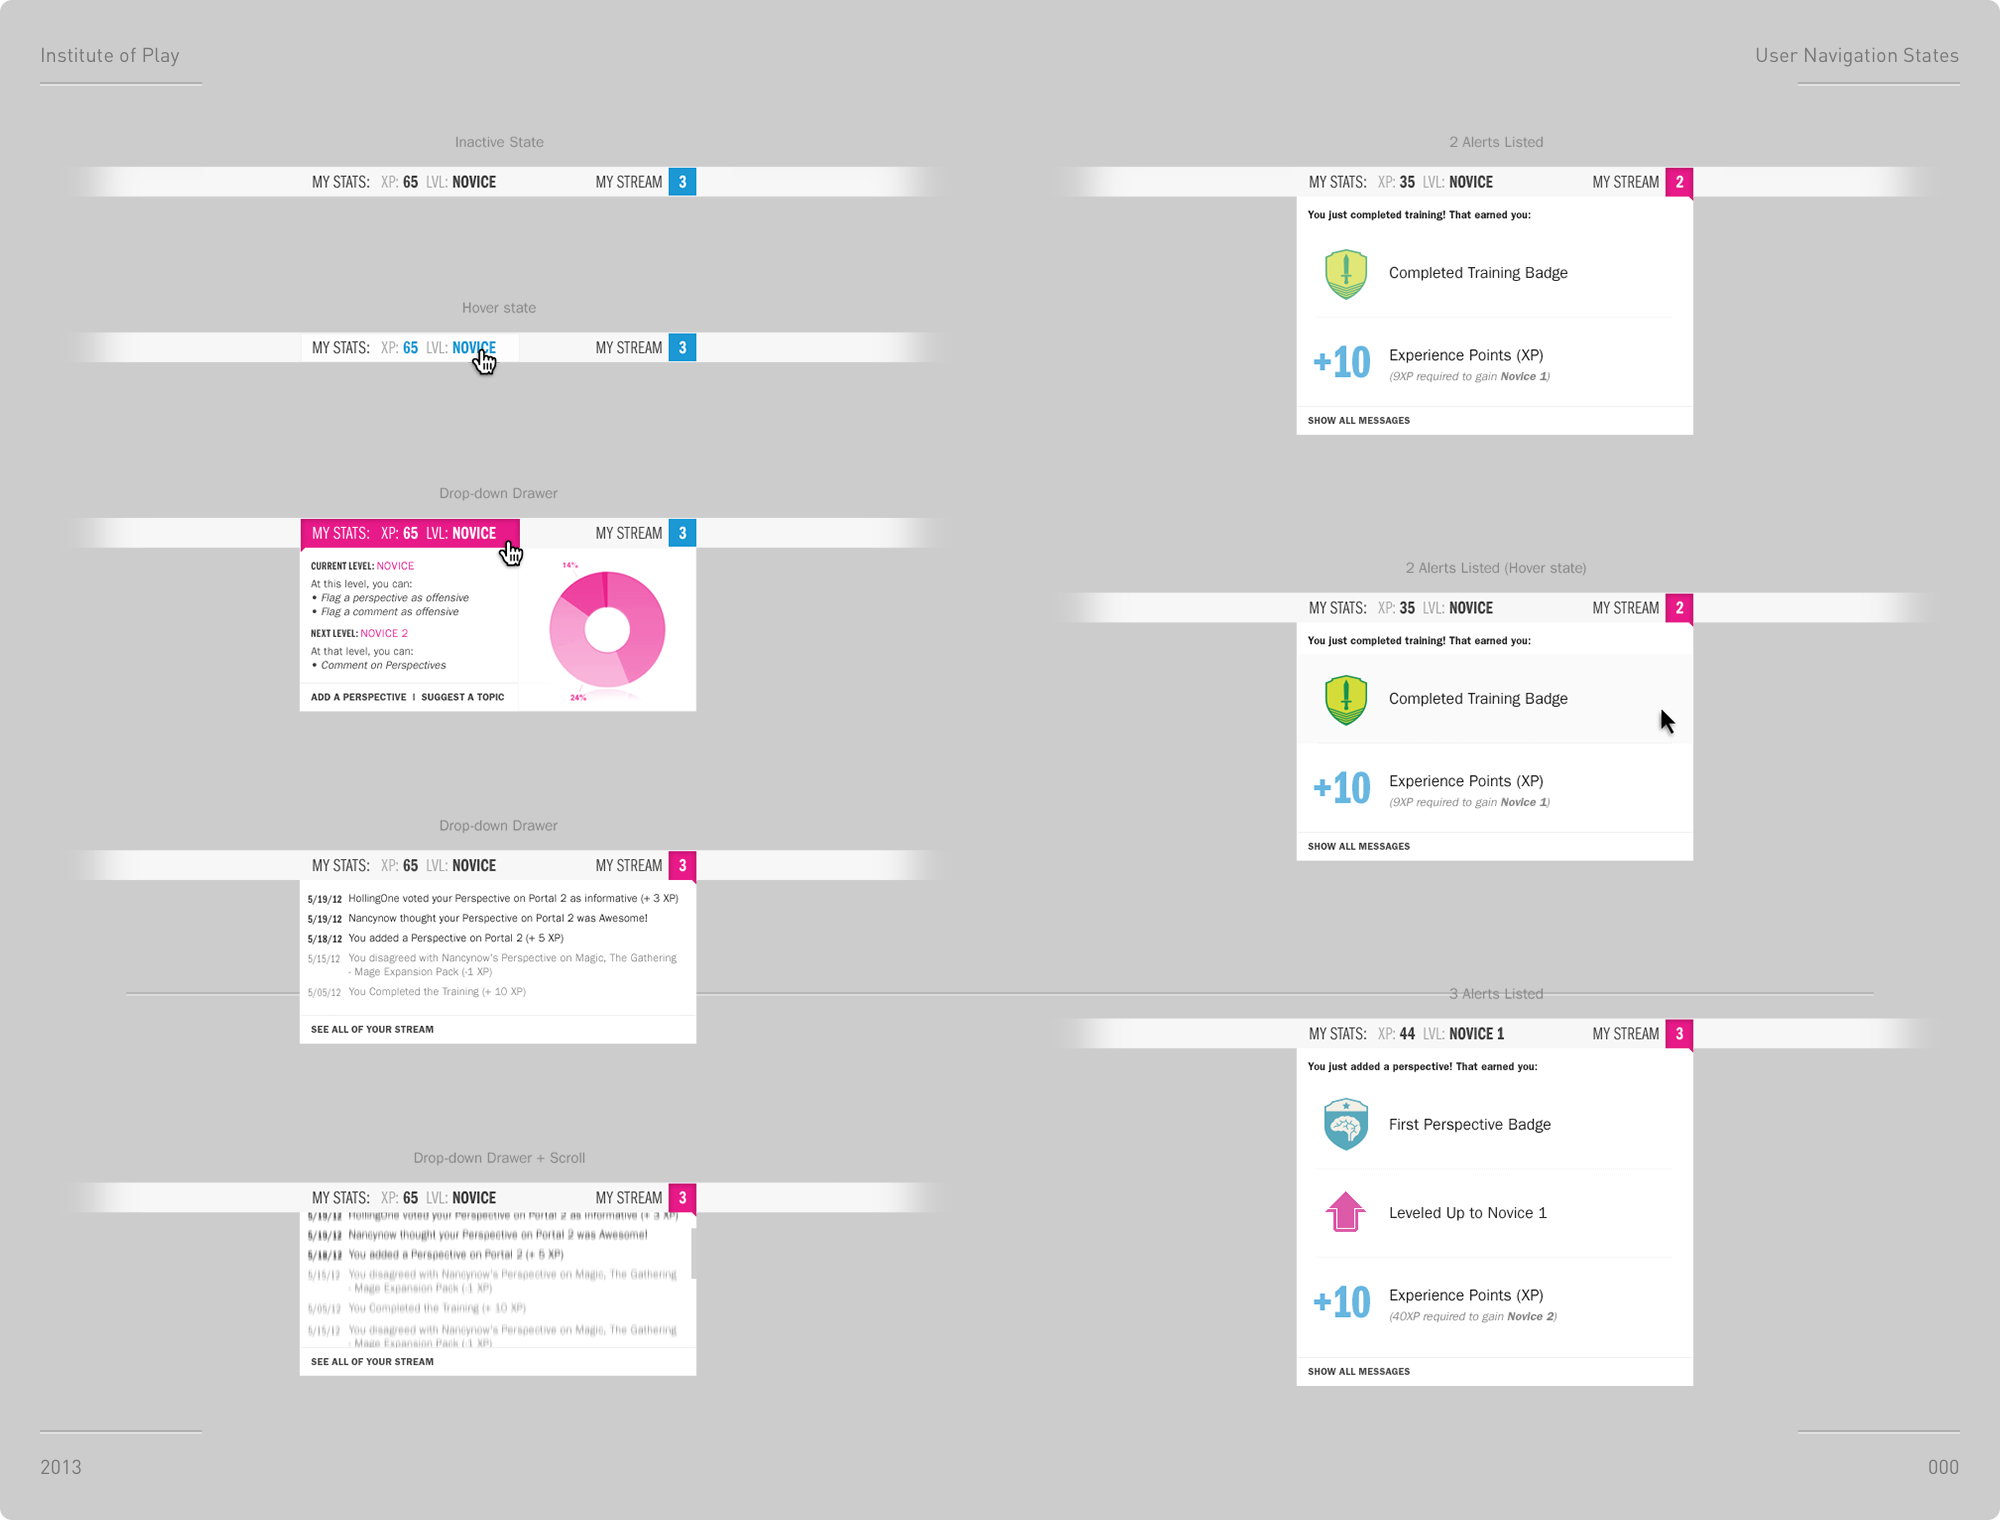 Institute of Play
User Navigation States
Inactive State
MY STATS: XP: 65 LVL: NOVICE MY STREAM 3
Hover state
MY STATS: XP: 65 LVL: NOVICE MY STREAM 3
Drop-down Drawer
MY STATS: XP: 65 LVL: NOVICE MY STREAM 3
CURRENT LEVEL: NOVICE
At this level, you can:
• Flag a perspective as offensive
• Flag a comment as offensive
NEXT LEVEL: NOVICE 2
At that level, you can:
• Comment on Perspectives
ADD A PERSPECTIVE | SUGGEST A TOPIC
14%
24%
Drop-down Drawer
MY STATS: XP: 65 LVL: NOVICE MY STREAM 3
5/19/12 HollingOne voted your Perspective on Portal 2 as informative (+ 3 XP)
5/19/12 Nancynow thought your Perspective on Portal 2 was Awesome!
5/18/12 You added a Perspective on Portal 2 (+ 5 XP)
5/15/12 You disagreed with Nancynow's Perspective on Magic, The Gathering
- Mage Expansion Pack (-1 XP)
5/05/12 You Completed the Training (+ 10 XP)
SEE ALL OF YOUR STREAM
Drop-down Drawer + Scroll
MY STATS: XP: 65 LVL: NOVICE MY STREAM 3
5/19/12 HollingOne voted your Perspective on Portal 2 as informative (+ 3 XP)
5/19/12 Nancynow thought your Perspective on Portal 2 was Awesome!
5/18/12 You added a Perspective on Portal 2 (+ 5 XP)
5/15/12 You disagreed with Nancynow's Perspective on Magic, The Gathering
- Mage Expansion Pack (-1 XP)
5/05/12 You Completed the Training (+ 10 XP)
5/15/12 You disagreed with Nancynow's Perspective on Magic, The Gathering
- Mage Expansion Pack (-1 XP)
SEE ALL OF YOUR STREAM
2 Alerts Listed
MY STATS: XP: 35 LVL: NOVICE MY STREAM 2
You just completed training! That earned you:
Completed Training Badge
+10 Experience Points (XP)
(9XP required to gain Novice 1)
SHOW ALL MESSAGES
2 Alerts Listed (Hover state)
MY STATS: XP: 35 LVL: NOVICE MY STREAM 2
You just completed training! That earned you:
Completed Training Badge
+10 Experience Points (XP)
(9XP required to gain Novice 1)
SHOW ALL MESSAGES
3 Alerts Listed
MY STATS: XP: 44 LVL: NOVICE 1 MY STREAM 3
You just added a perspective! That earned you:
First Perspective Badge
Leveled Up to Novice 1
+10 Experience Points (XP)
(40XP required to gain Novice 2)
SHOW ALL MESSAGES
2013
000